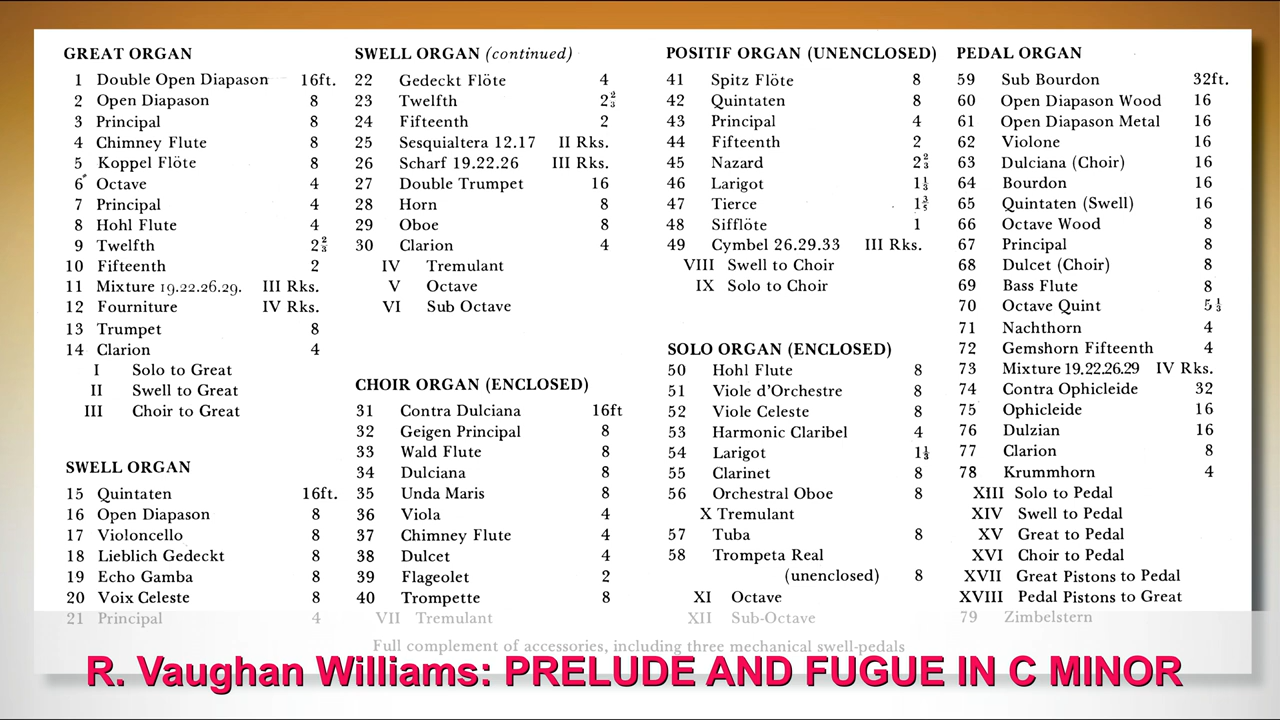 GREAT ORGAN
1 Double Open Diapason 16ft.
2 Open Diapason 8
3 Principal 8
4 Chimney Flute 8
5 Koppel Flöte 8
6 Octave 4
7 Principal 4
8 Hohl Flute 4
9 Twelfth 2⅔
10 Fifteenth 2
11 Mixture 19.22.26.29. III Rks.
12 Fourniture IV Rks.
13 Trumpet 8
14 Clarion 4
I Solo to Great
II Swell to Great
III Choir to Great
SWELL ORGAN
15 Quintaten 16ft.
16 Open Diapason 8
17 Violoncello 8
18 Lieblich Gedeckt 8
19 Echo Gamba 8
20 Voix Celeste 8
21 Principal 4
SWELL ORGAN (continued)
22 Gedeckt Flöte 4
23 Twelfth 2⅔
24 Fifteenth 2
25 Sesquialtera 12.17 II Rks.
26 Scharf 19.22.26 III Rks.
27 Double Trumpet 16
28 Horn 8
29 Oboe 8
30 Clarion 4
IV Tremulant
V Octave
VI Sub Octave
CHOIR ORGAN (ENCLOSED)
31 Contra Dulciana 16ft
32 Geigen Principal 8
33 Wald Flute 8
34 Dulciana 8
35 Unda Maris 8
36 Viola 4
37 Chimney Flute 4
38 Dulcet 4
39 Flageolet 2
40 Trompette 8
VII Tremulant
POSITIF ORGAN (UNENCLOSED)
41 Spitz Flöte 8
42 Quintaten 8
43 Principal 4
44 Fifteenth 2
45 Nazard 2⅔
46 Larigot 1⅓
47 Tierce 1⅗
48 Sifflöte 1
49 Cymbel 26.29.33 III Rks.
VIII Swell to Choir
IX Solo to Choir
SOLO ORGAN (ENCLOSED)
50 Hohl Flute 8
51 Viole d'Orchestre 8
52 Viole Celeste 8
53 Harmonic Claribel 4
54 Larigot 1⅓
55 Clarinet 8
56 Orchestral Oboe 8
X Tremulant
57 Tuba 8
58 Trompeta Real
(unenclosed) 8
XI Octave
XII Sub-Octave
PEDAL ORGAN
59 Sub Bourdon 32ft.
60 Open Diapason Wood 16
61 Open Diapason Metal 16
62 Violone 16
63 Dulciana (Choir) 16
64 Bourdon 16
65 Quintaten (Swell) 16
66 Octave Wood 8
67 Principal 8
68 Dulcet (Choir) 8
69 Bass Flute 8
70 Octave Quint 5⅓
71 Nachthorn 4
72 Gemshorn Fifteenth 4
73 Mixture 19.22.26.29 IV Rks.
74 Contra Ophicleide 32
75 Ophicleide 16
76 Dulzian 16
77 Clarion 8
78 Krummhorn 4
XIII Solo to Pedal
XIV Swell to Pedal
XV Great to Pedal
XVI Choir to Pedal
XVII Great Pistons to Pedal
XVIII Pedal Pistons to Great
79 Zimbelstern
Full complement of accessories, including three mechanical swell-pedals
R. Vaughan Williams: PRELUDE AND FUGUE IN C MINOR